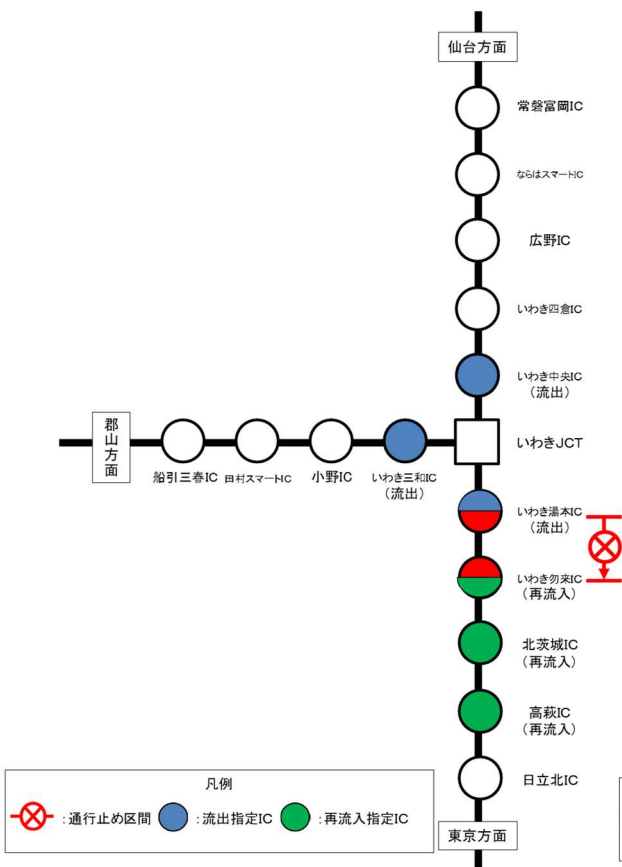 仙台方面
常磐富岡IC
ならはスマートIC
広野IC
いわき四倉IC
いわき中央IC
(流出)
郡山方面
いわきJCT
船引三春IC
田村スマートIC
小野IC
いわき三和IC
(流出)
いわき湯本IC
(流出)
いわき勿来IC
(再流入)
北茨城IC
(再流入)
高萩IC
(再流入)
日立北IC
凡例
:通行止め区間
:流出指定IC
:再流入指定IC
東京方面